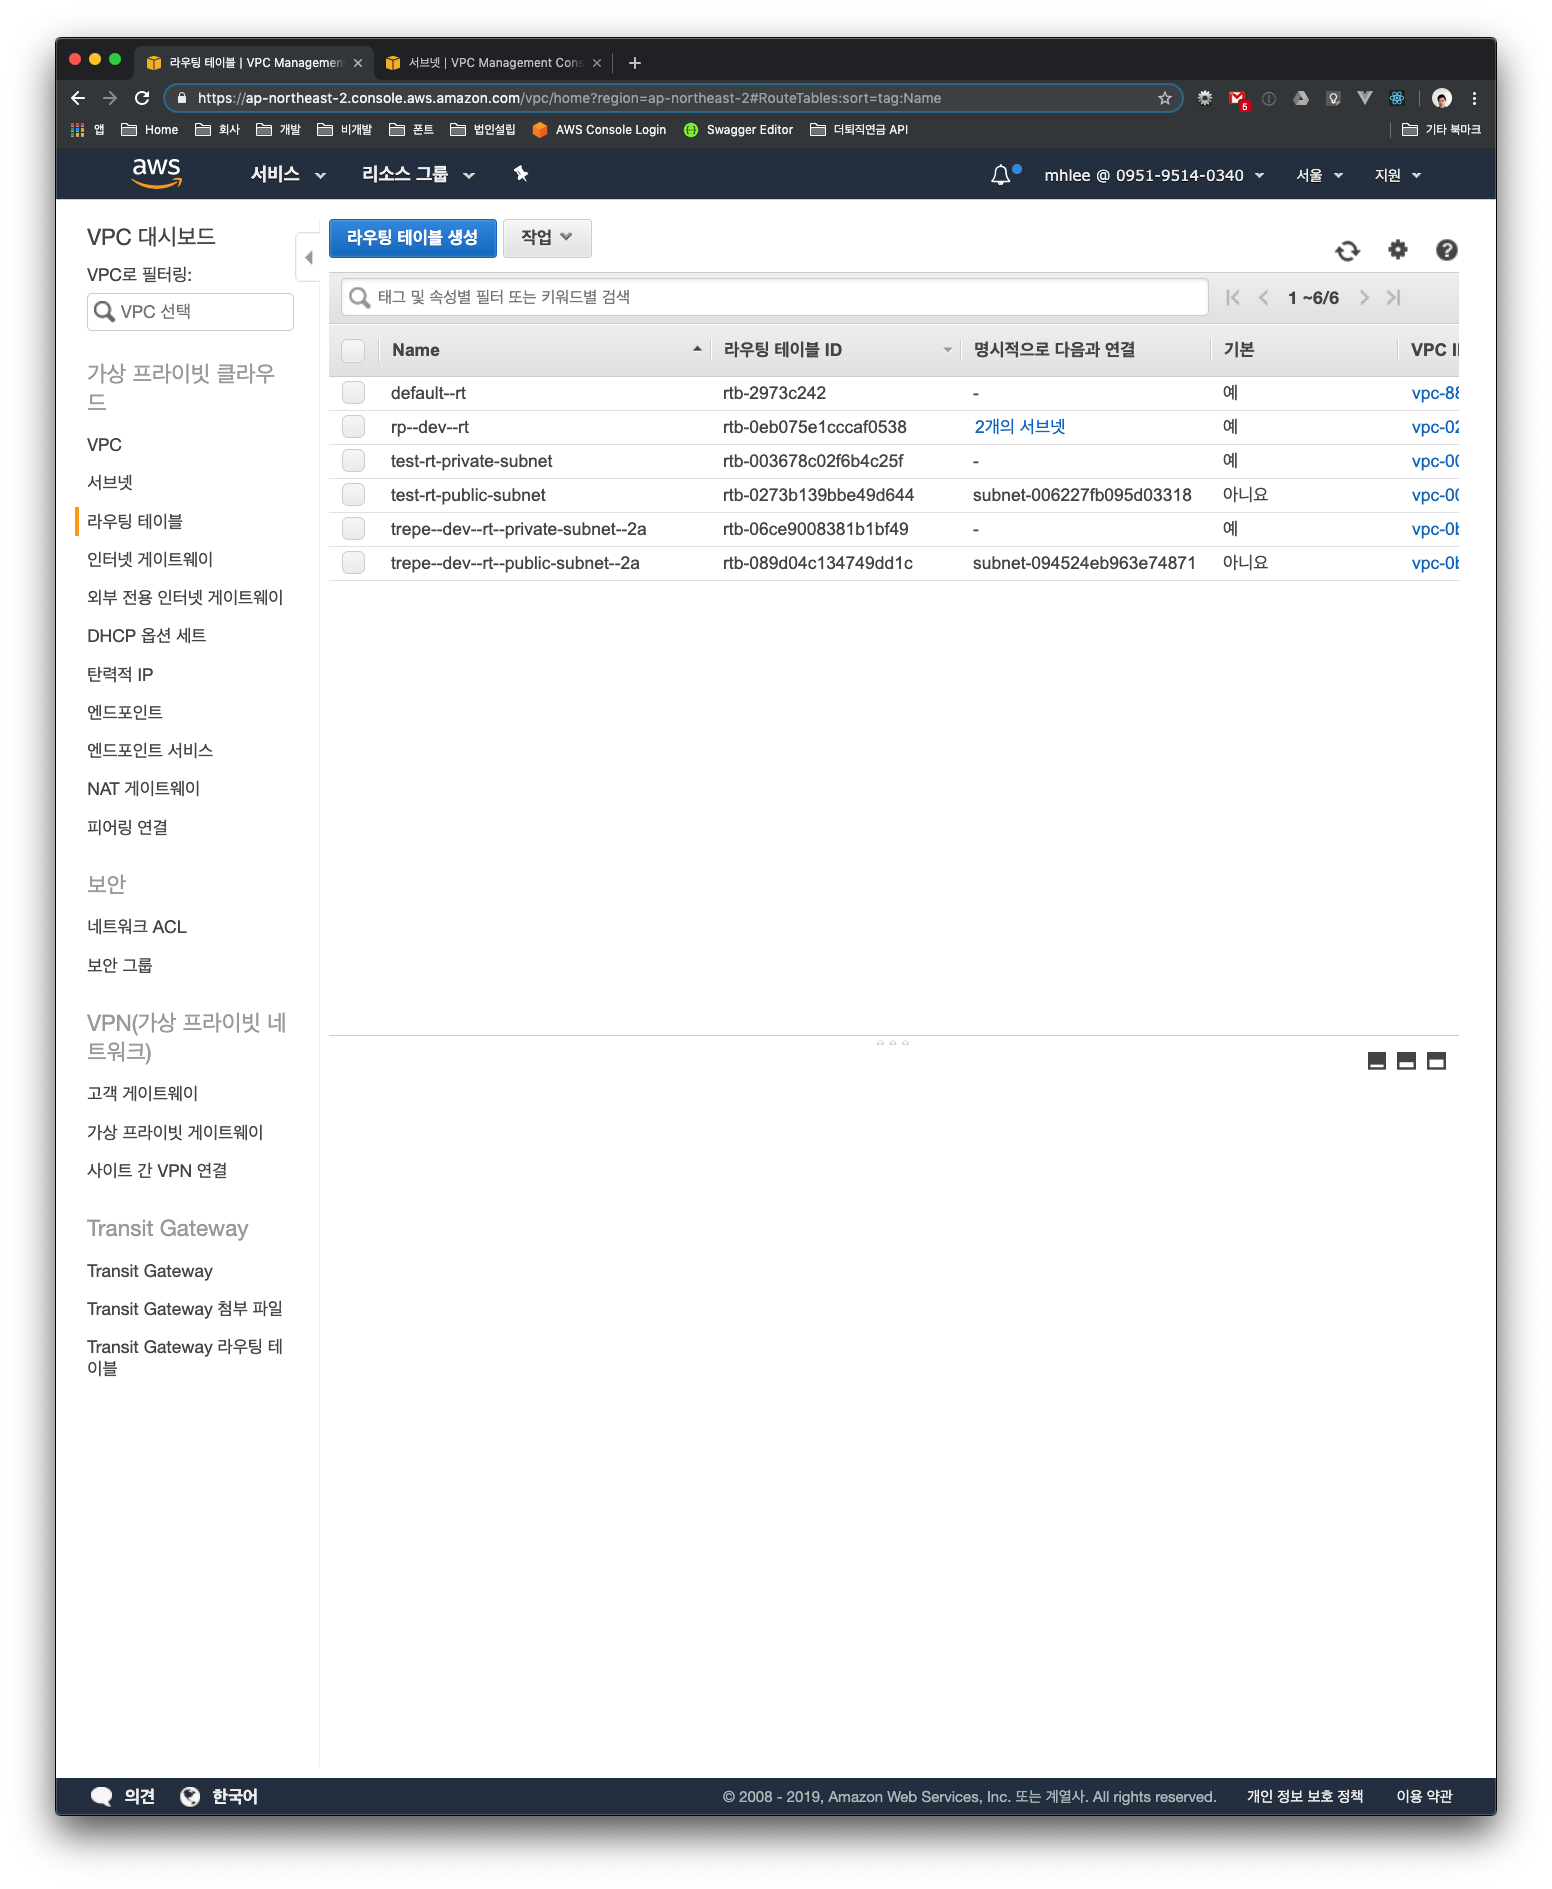 라우팅 테이블 | VPC Managemen
서브넷 | VPC Management Cons
https://ap-northeast-2.console.aws.amazon.com/vpc/home?region=ap-northeast-2#RouteTables:sort=tag:Name
5
앱 Home 회사 개발 비개발 폰트 법인설립 AWS Console Login Swagger Editor 더퇴직연금 API 기타 북마크
aws 서비스 리소스 그룹 mhlee @ 0951-9514-0340 서울 지원
VPC 대시보드
VPC로 필터링:
VPC 선택
가상 프라이빗 클라우
드
VPC
서브넷
라우팅 테이블
인터넷 게이트웨이
외부 전용 인터넷 게이트웨이
DHCP 옵션 세트
탄력적 IP
엔드포인트
엔드포인트 서비스
NAT 게이트웨이
피어링 연결
보안
네트워크 ACL
보안 그룹
VPN(가상 프라이빗 네
트워크)
고객 게이트웨이
가상 프라이빗 게이트웨이
사이트 간 VPN 연결
Transit Gateway
Transit Gateway
Transit Gateway 첨부 파일
Transit Gateway 라우팅 테
이블
라우팅 테이블 생성 작업
태그 및 속성별 필터 또는 키워드별 검색 1 ~6/6
Name 라우팅 테이블 ID 명시적으로 다음과 연결 기본 VPC I
default--rt rtb-2973c242 - 예 vpc-88
rp--dev--rt rtb-0eb075e1cccaf0538 2개의 서브넷 예 vpc-02
test-rt-private-subnet rtb-003678c02f6b4c25f - 예 vpc-00
test-rt-public-subnet rtb-0273b139bbe49d644 subnet-006227fb095d03318 아니요 vpc-00
trepe--dev--rt--private-subnet--2a rtb-06ce9008381b1bf49 - 예 vpc-0b
trepe--dev--rt--public-subnet--2a rtb-089d04c134749dd1c subnet-094524eb963e74871 아니요 vpc-0b
의견 한국어 © 2008 - 2019, Amazon Web Services, Inc. 또는 계열사. All rights reserved. 개인 정보 보호 정책 이용 약관